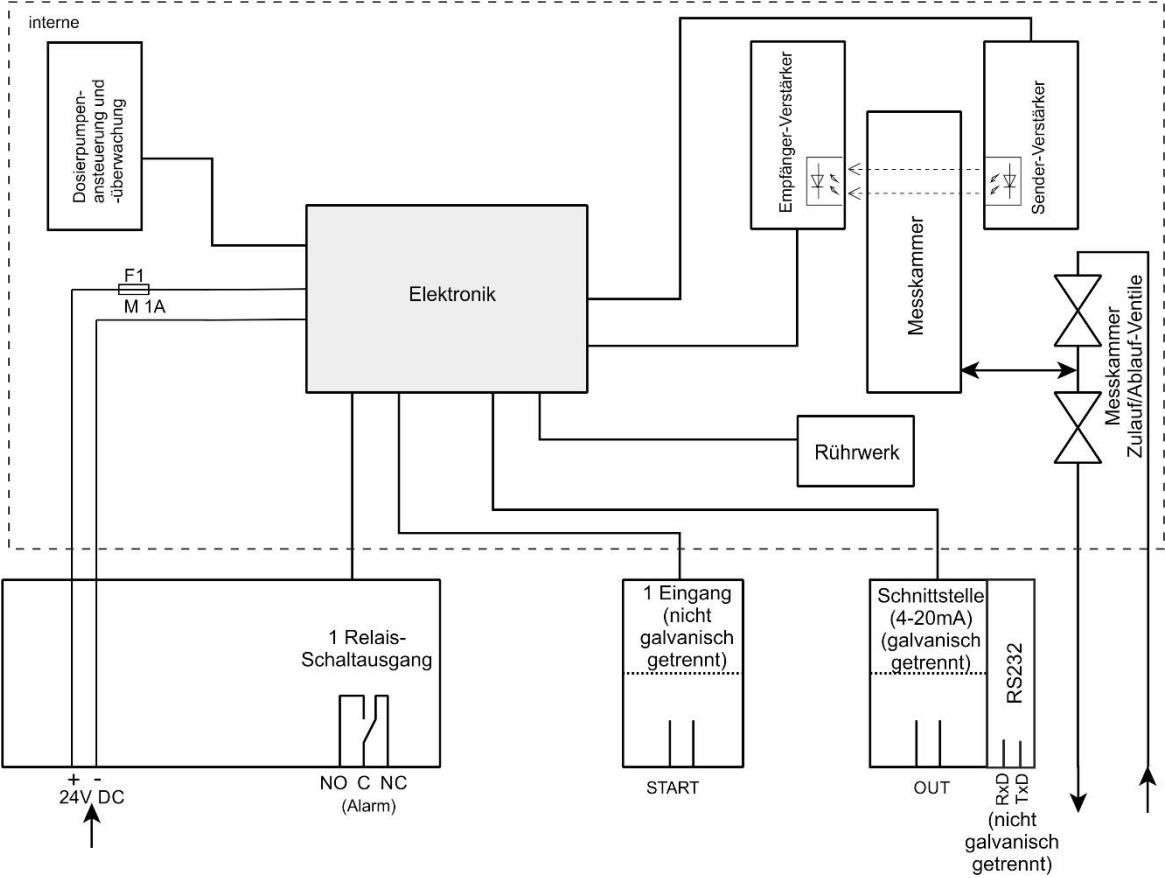 interne
Dosierpumpen-
ansteuerung und
-überwachung
Empfänger-Verstärker
Messkammer
Sender-Verstärker
F1
M 1A
Elektronik
Messkammer
Zulauf/Ablauf-Ventile
Rührwerk
1 Relais-
Schaltausgang
1 Eingang
(nicht
galvanisch
getrennt)
Schnittstelle
(4-20mA)
(galvanisch
getrennt)
RS232
+ -
24V DC
NO C NC
(Alarm)
START
OUT
RxD
TxD
(nicht
galvanisch
getrennt)